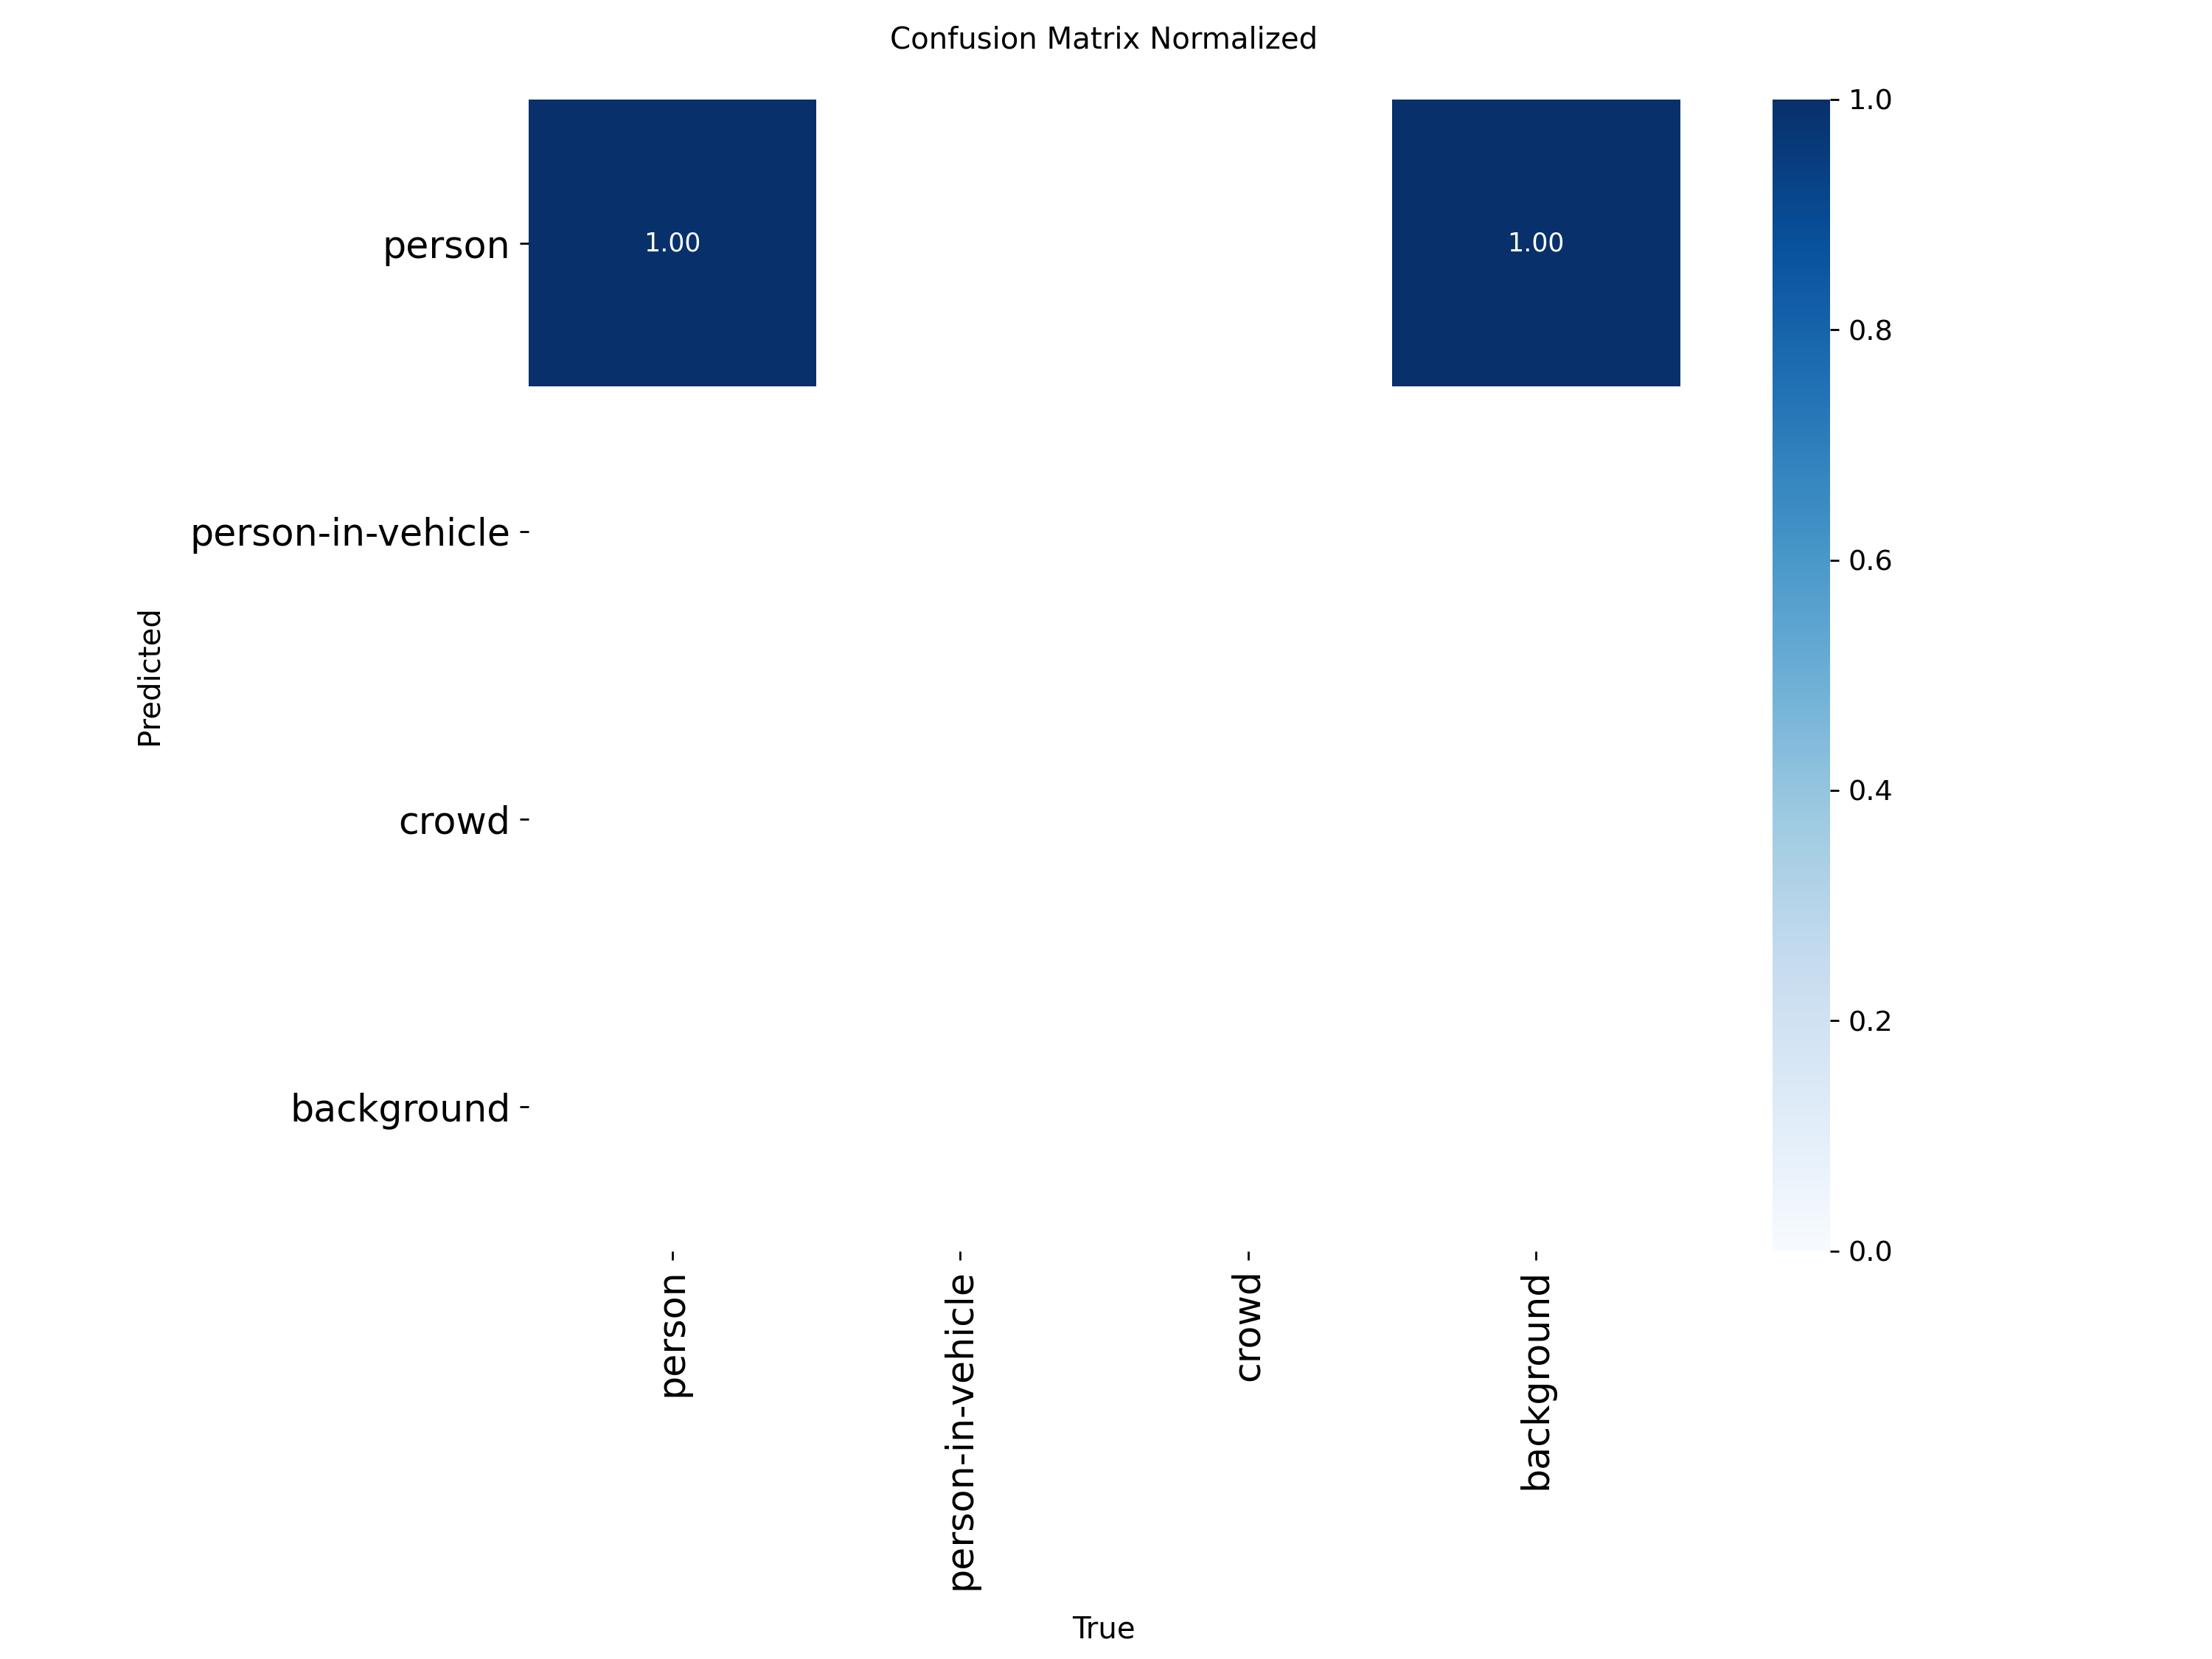 Confusion Matrix Normalized
person
1.00
1.00
person-in-vehicle
crowd
background
Predicted
person
person-in-vehicle
crowd
background
True
1.0
0.8
0.6
0.4
0.2
0.0